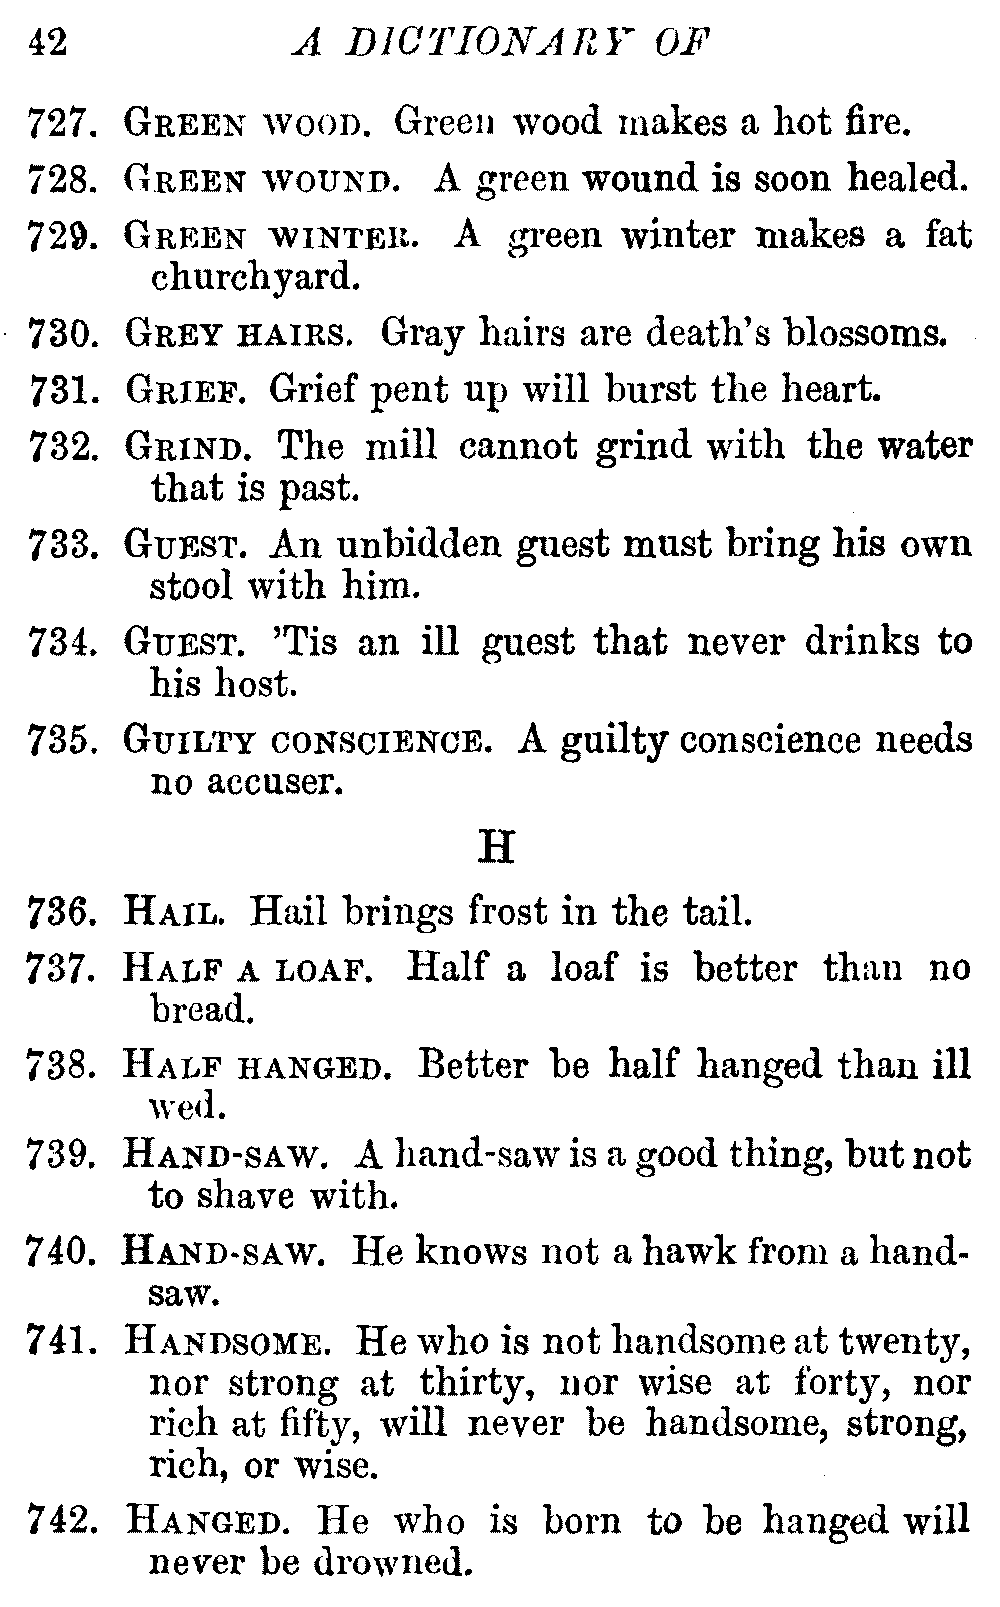 42 A DICTIONARY OF
727. GREEN WOOD. Green wood makes a hot fire.
728. GREEN WOUND. A green wound is soon healed.
729. GREEN WINTER. A green winter makes a fat
churchyard.
730. GREY HAIRS. Gray hairs are death's blossoms.
731. GRIEF. Grief pent up will burst the heart.
732. GRIND. The mill cannot grind with the water
that is past.
733. GUEST. An unbidden guest must bring his own
stool with him.
734. GUEST. 'Tis an ill guest that never drinks to
his host.
735. GUILTY CONSCIENCE. A guilty conscience needs
no accuser.
H
736. HAIL. Hail brings frost in the tail.
737. HALF A LOAF. Half a loaf is better than no
bread.
738. HALF HANGED. Better be half hanged than ill
wed.
739. HAND-SAW. A hand-saw is a good thing, but not
to shave with.
740. HAND-SAW. He knows not a hawk from a hand-
saw.
741. HANDSOME. He who is not handsome at twenty,
nor strong at thirty, nor wise at forty, nor
rich at fifty, will never be handsome, strong,
rich, or wise.
742. HANGED. He who is born to be hanged will
never be drowned.